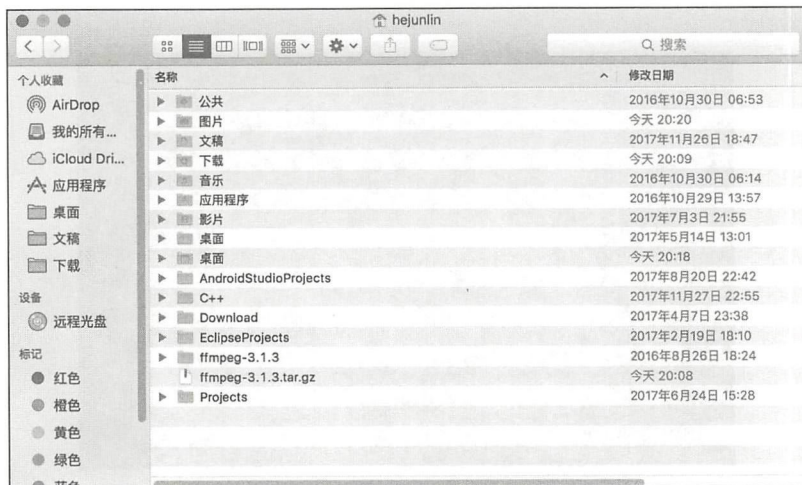 hejunlin
搜索
个人收藏
AirDrop
我的所有...
iCloud Dri...
应用程序
桌面
文稿
下载
设备
远程光盘
标记
红色
橙色
黄色
绿色
名称 修改日期
公共 2016年10月30日 06:53
图片 今天 20:20
文稿 2017年11月26日 18:47
下载 今天 20:09
音乐 2016年10月30日 06:14
应用程序 2016年10月29日 13:57
影片 2017年7月3日 21:55
桌面 2017年5月14日 13:01
桌面 今天 20:18
AndroidStudioProjects 2017年8月20日 22:42
C++ 2017年11月27日 22:55
Download 2017年4月7日 23:38
EclipseProjects 2017年2月19日 18:10
ffmpeg-3.1.3 2016年8月26日 18:24
ffmpeg-3.1.3.tar.gz 今天 20:08
Projects 2017年6月24日 15:28